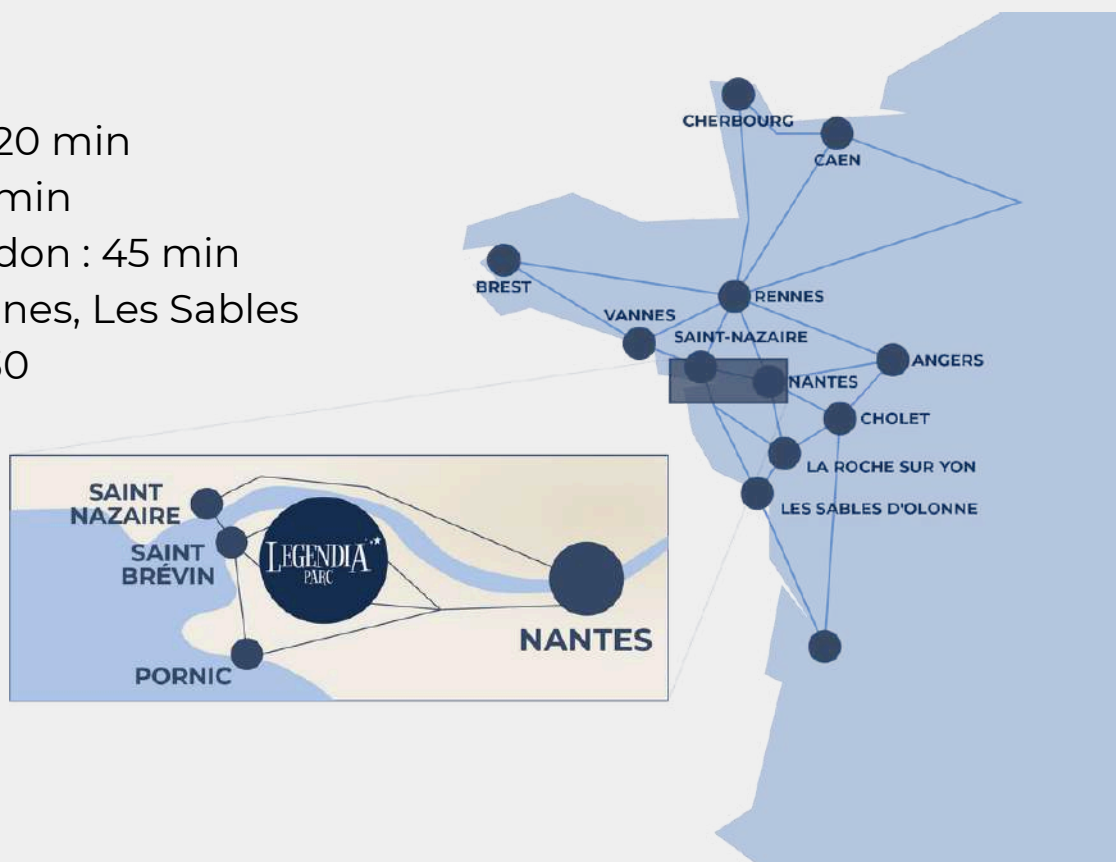 20 min
min
don : 45 min
nes, Les Sables
0
CHERBOURG
CAEN
BREST
RENNES
VANNES
SAINT-NAZAIRE
ANGERS
NANTES
CHOLET
LA ROCHE SUR YON
LES SABLES D'OLONNE
SAINT
NAZAIRE
SAINT
BRÉVIN
LEGENDIA
PARC
NANTES
PORNIC